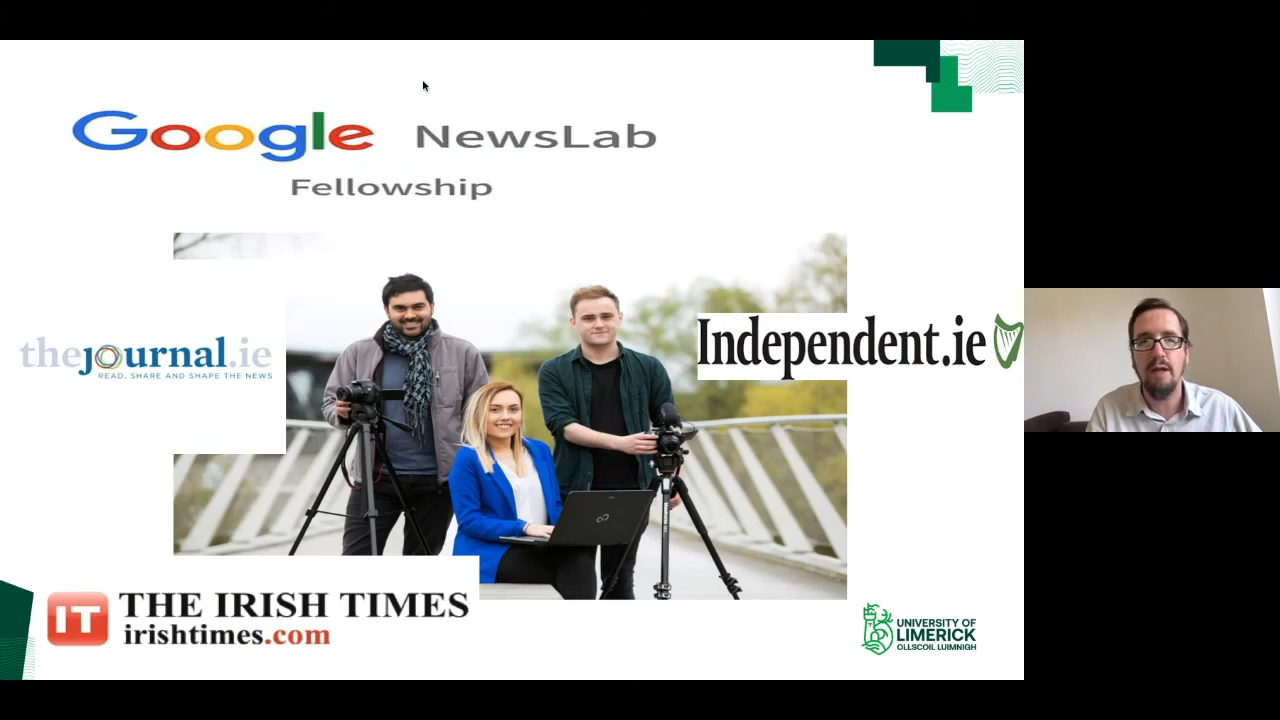 Google NewsLab
Fellowship
thejournal.ie
READ, SHARE AND SHAPE THE NEWS
Independent.ie
IT THE IRISH TIMES
irishtimes.com
UNIVERSITY OF
LIMERICK
OLLSCOIL LUIMNIGH